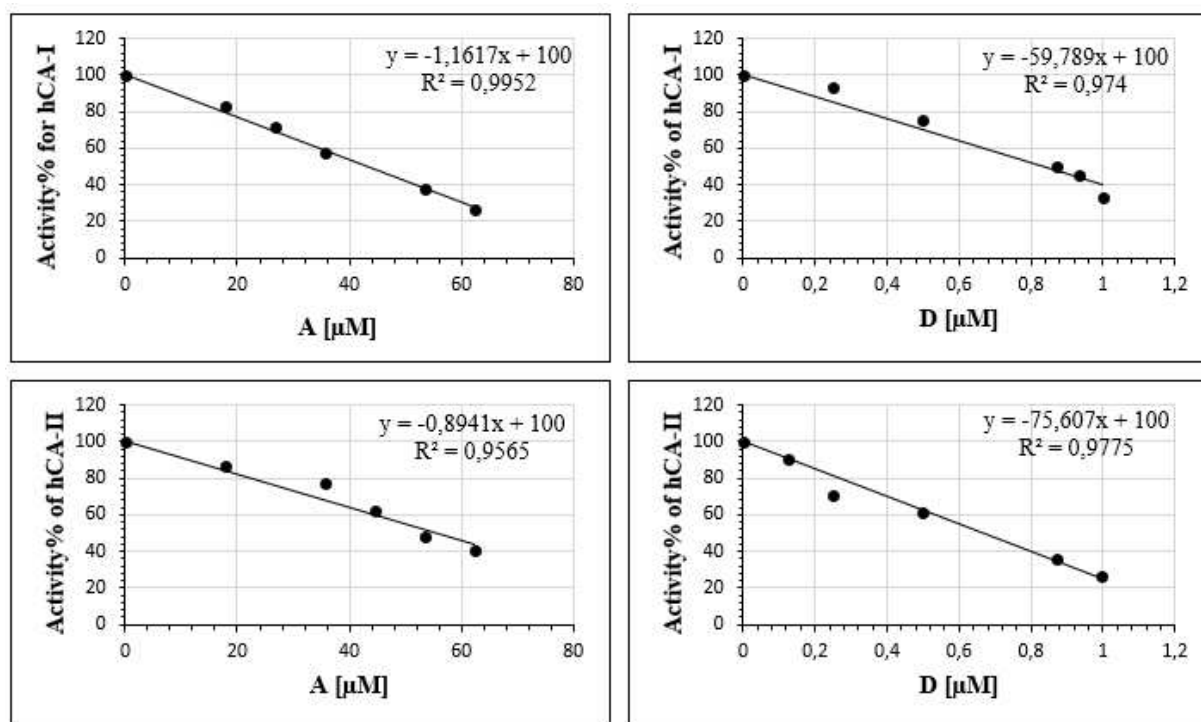 Activity% for hCA-I
120
100
80
60
40
20
0
y = -1,1617x + 100
R² = 0,9952
0 20 40 60 80
A [µM]
Activity% of hCA-I
120
100
80
60
40
20
0
y = -59,789x + 100
R² = 0,974
0 0,2 0,4 0,6 0,8 1 1,2
D [µM]
Activity% of hCA-II
120
100
80
60
40
20
0
y = -0,8941x + 100
R² = 0,9565
0 20 40 60 80
A [µM]
Activity% of hCA-II
120
100
80
60
40
20
0
y = -75,607x + 100
R² = 0,9775
0 0,2 0,4 0,6 0,8 1 1,2
D [µM]